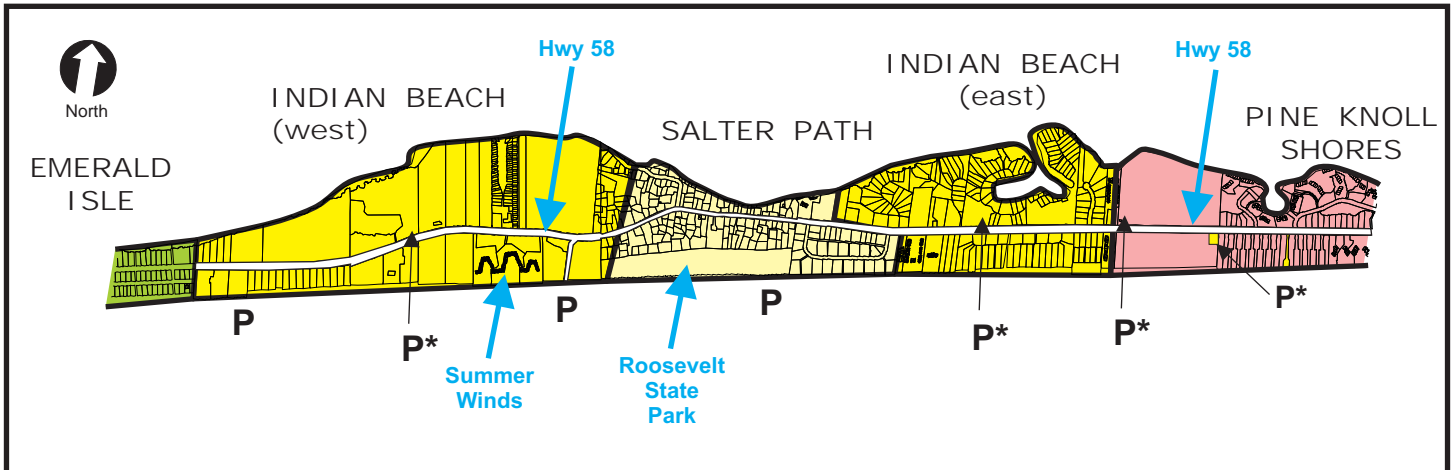 North
EMERALD
ISLE
INDIAN BEACH
(west)
Hwy 58
SALTER PATH
INDIAN BEACH
(east)
Hwy 58
PINE KNOLL
SHORES
P
P*
Summer
Winds
P
Roosevelt
State
Park
P
P*
P*
P*